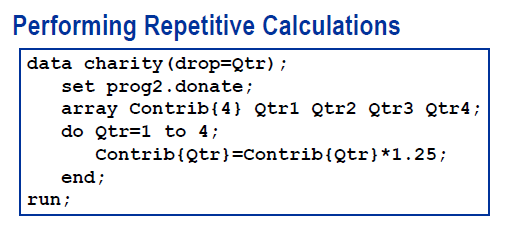 Performing Repetitive Calculations
data charity(drop=Qtr);
set prog2.donate;
array Contrib{4} Qtr1 Qtr2 Qtr3 Qtr4;
do Qtr=1 to 4;
Contrib{Qtr}=Contrib{Qtr}*1.25;
end;
run;